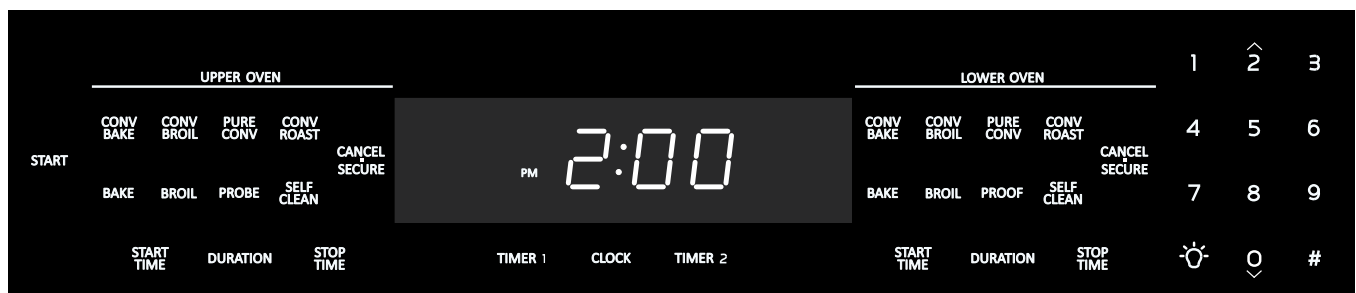 UPPER OVEN
LOWER OVEN
1 2 3
CONV BAKE
CONV BROIL
PURE CONV
CONV ROAST
CONV BAKE
CONV BROIL
PURE CONV
CONV ROAST
4 5 6
START
CANCEL
SECURE
PM 2:00
CANCEL
SECURE
BAKE
BROIL
PROBE
SELF CLEAN
BAKE
BROIL
PROOF
SELF CLEAN
7 8 9
START TIME
DURATION
STOP TIME
TIMER 1
CLOCK
TIMER 2
START TIME
DURATION
STOP TIME
0 #